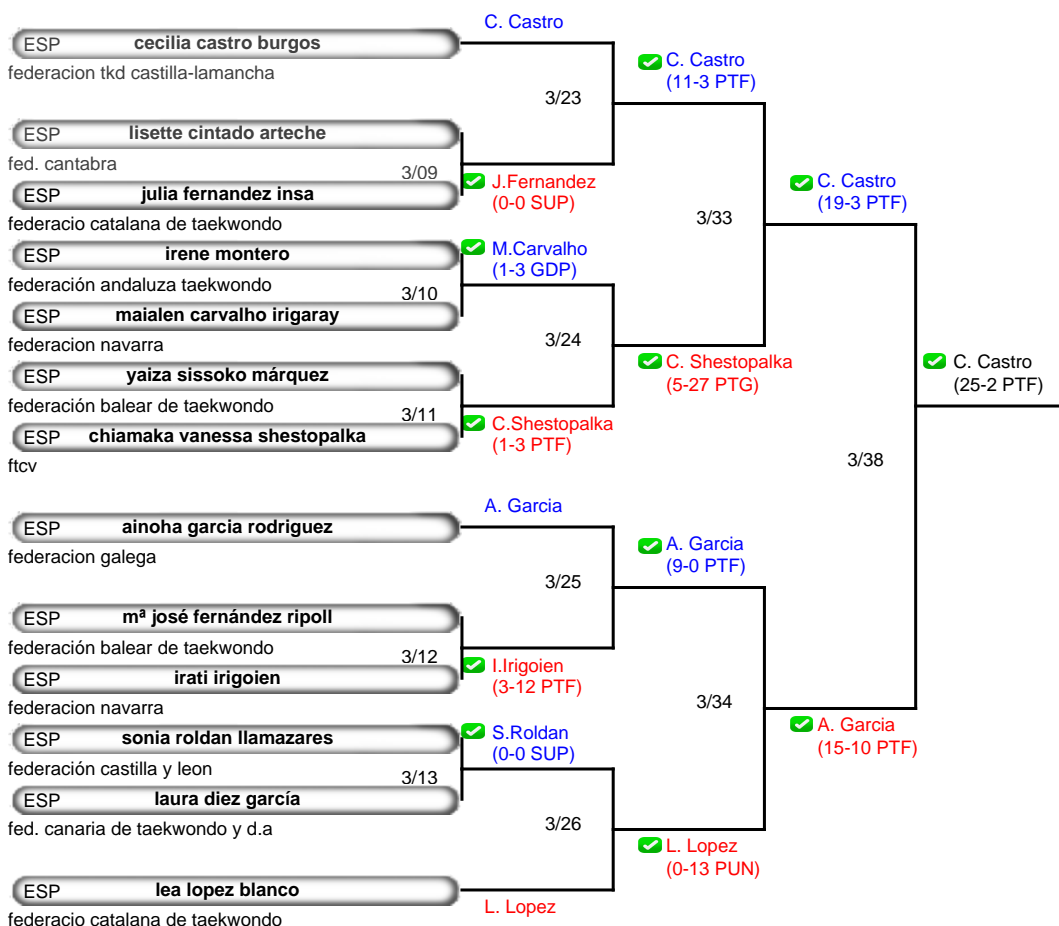 C. Castro
ESP cecilia castro burgos
federacion tkd castilla-lamancha
C. Castro
(11-3 PTF)
3/23
ESP lisette cintado arteche
fed. cantabra
3/09
J.Fernandez
(0-0 SUP)
ESP julia fernandez insa
federacio catalana de taekwondo
C. Castro
(19-3 PTF)
3/33
ESP irene montero
federación andaluza taekwondo
M.Carvalho
(1-3 GDP)
3/10
ESP maialen carvalho irigaray
federacion navarra
3/24
C. Shestopalka
(5-27 PTG)
ESP yaiza sissoko márquez
federación balear de taekwondo
3/11
C.Shestopalka
(1-3 PTF)
ESP chiamaka vanessa shestopalka
ftcv
C. Castro
(25-2 PTF)
3/38
A. Garcia
ESP ainoha garcia rodriguez
federacion galega
A. Garcia
(9-0 PTF)
3/25
ESP mª josé fernández ripoll
federación balear de taekwondo
3/12
I.Irigoien
(3-12 PTF)
ESP irati irigoien
federacion navarra
3/34
A. Garcia
(15-10 PTF)
ESP sonia roldan llamazares
federación castilla y leon
S.Roldan
(0-0 SUP)
3/13
ESP laura diez garcía
fed. canaria de taekwondo y d.a
3/26
L. Lopez
(0-13 PUN)
ESP lea lopez blanco
federacio catalana de taekwondo
L. Lopez